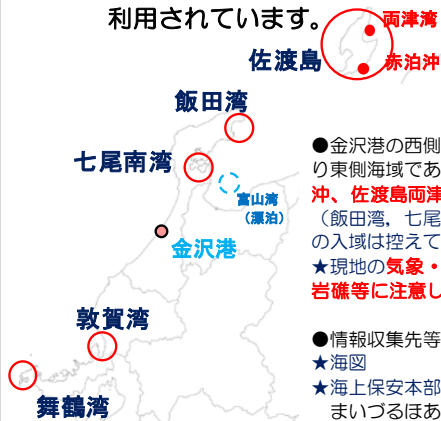 利用されています。
両津湾
佐渡島
赤泊沖
飯田湾
七尾南湾
富山湾
（漂泊）
金沢港
敦賀湾
舞鶴湾
●金沢港の西側
り東側海域であ
沖、佐渡島両津
（飯田湾，七尾
の入域は控えて
★現地の気象・
岩礁等に注意し
●情報収集先等
★海図
★海上保安本部
まいづるほあ